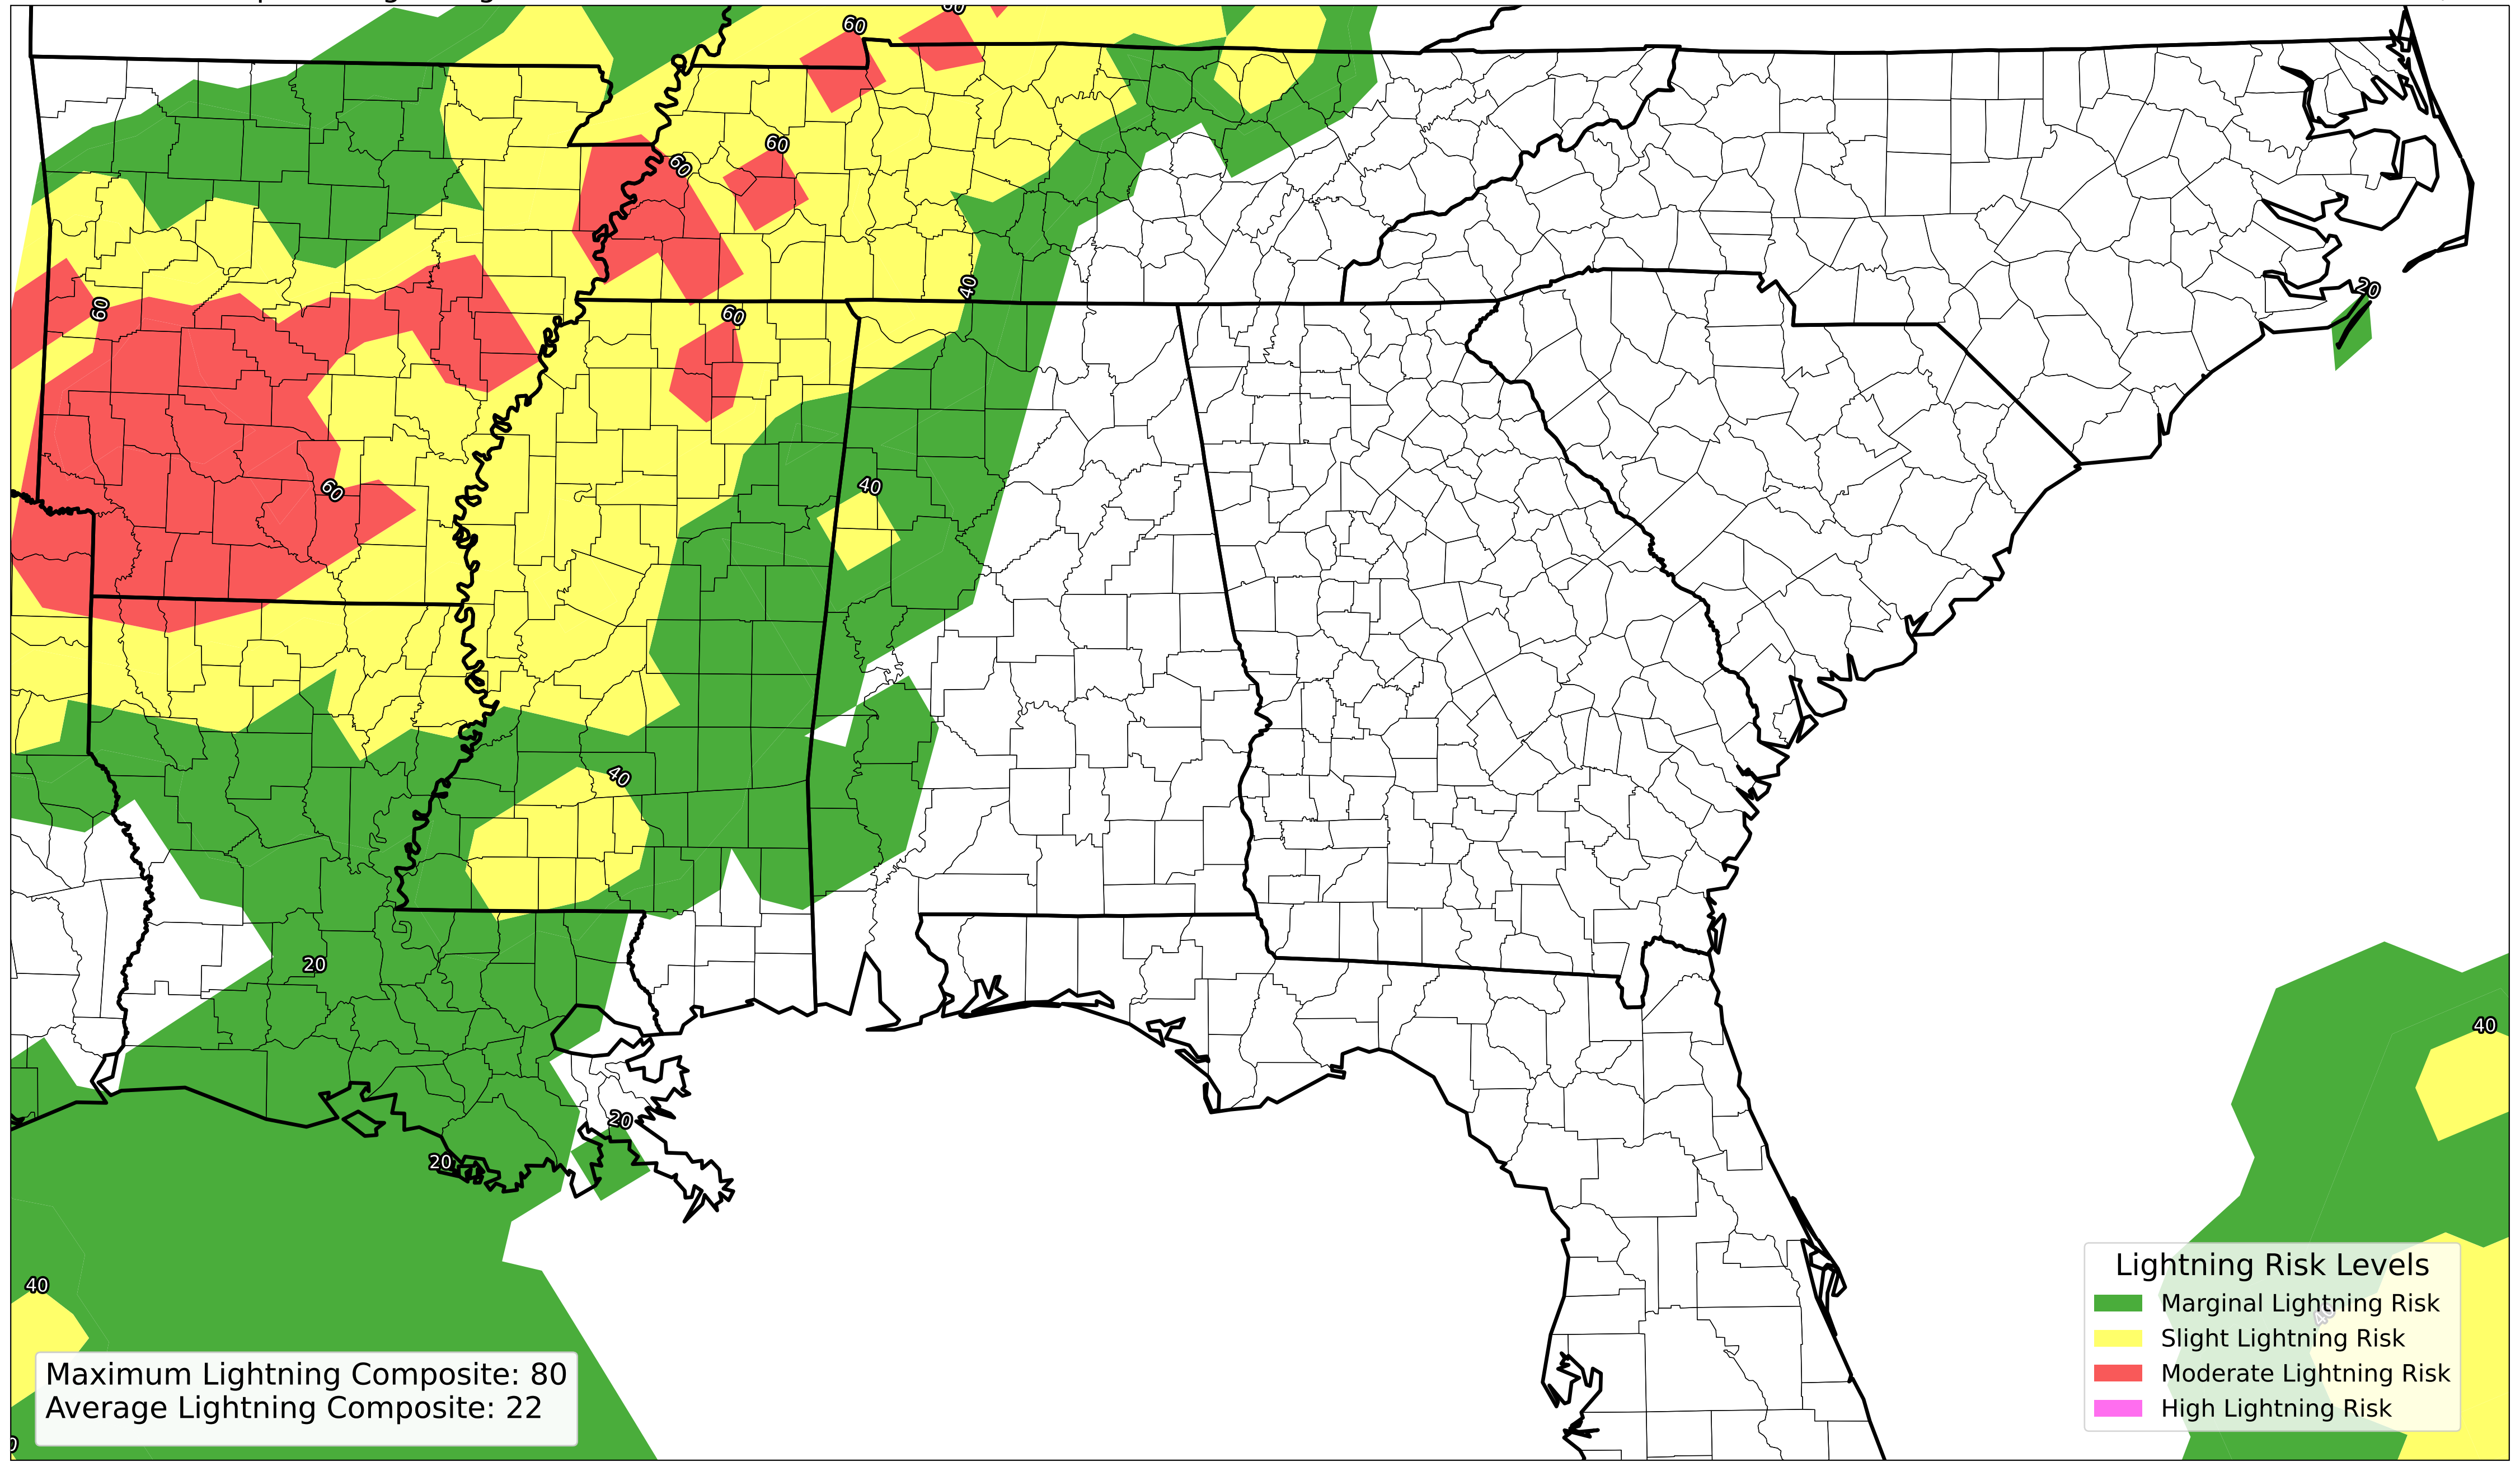 60
60
60
60
60
40
20
60
60
40
40
20
40
20
20
40
Lightning Risk Levels
Marginal Lightning Risk
Slight Lightning Risk
Moderate Lightning Risk
High Lightning Risk
Maximum Lightning Composite: 80
Average Lightning Composite: 22